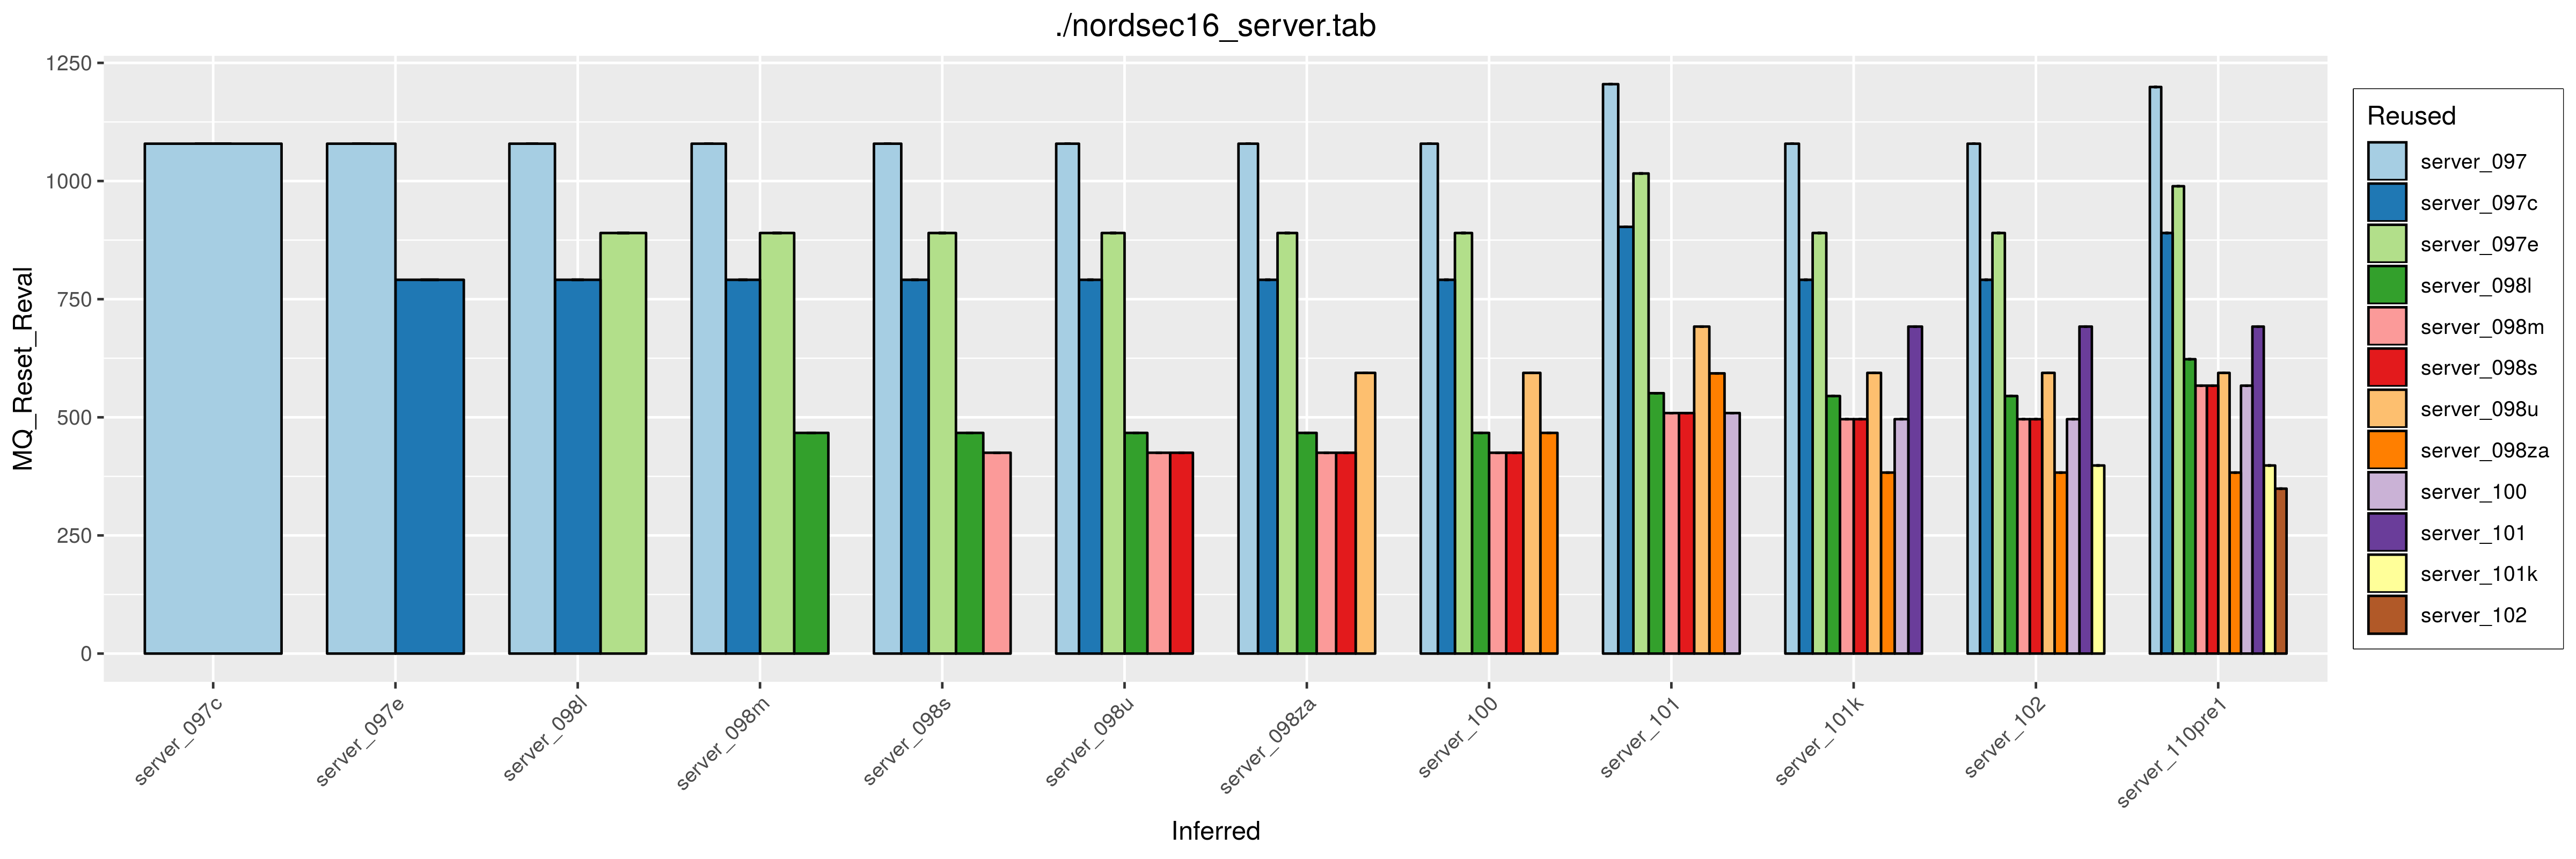 ./nordsec16_server.tab
MQ_Reset_Reval
1250
1000
750
500
250
0
server_097c
server_097e
server_098l
server_098m
server_098s
server_098u
server_098za
server_100
server_101
server_101k
server_102
server_110pre1
Inferred
Reused
server_097
server_097c
server_097e
server_098l
server_098m
server_098s
server_098u
server_098za
server_100
server_101
server_101k
server_102